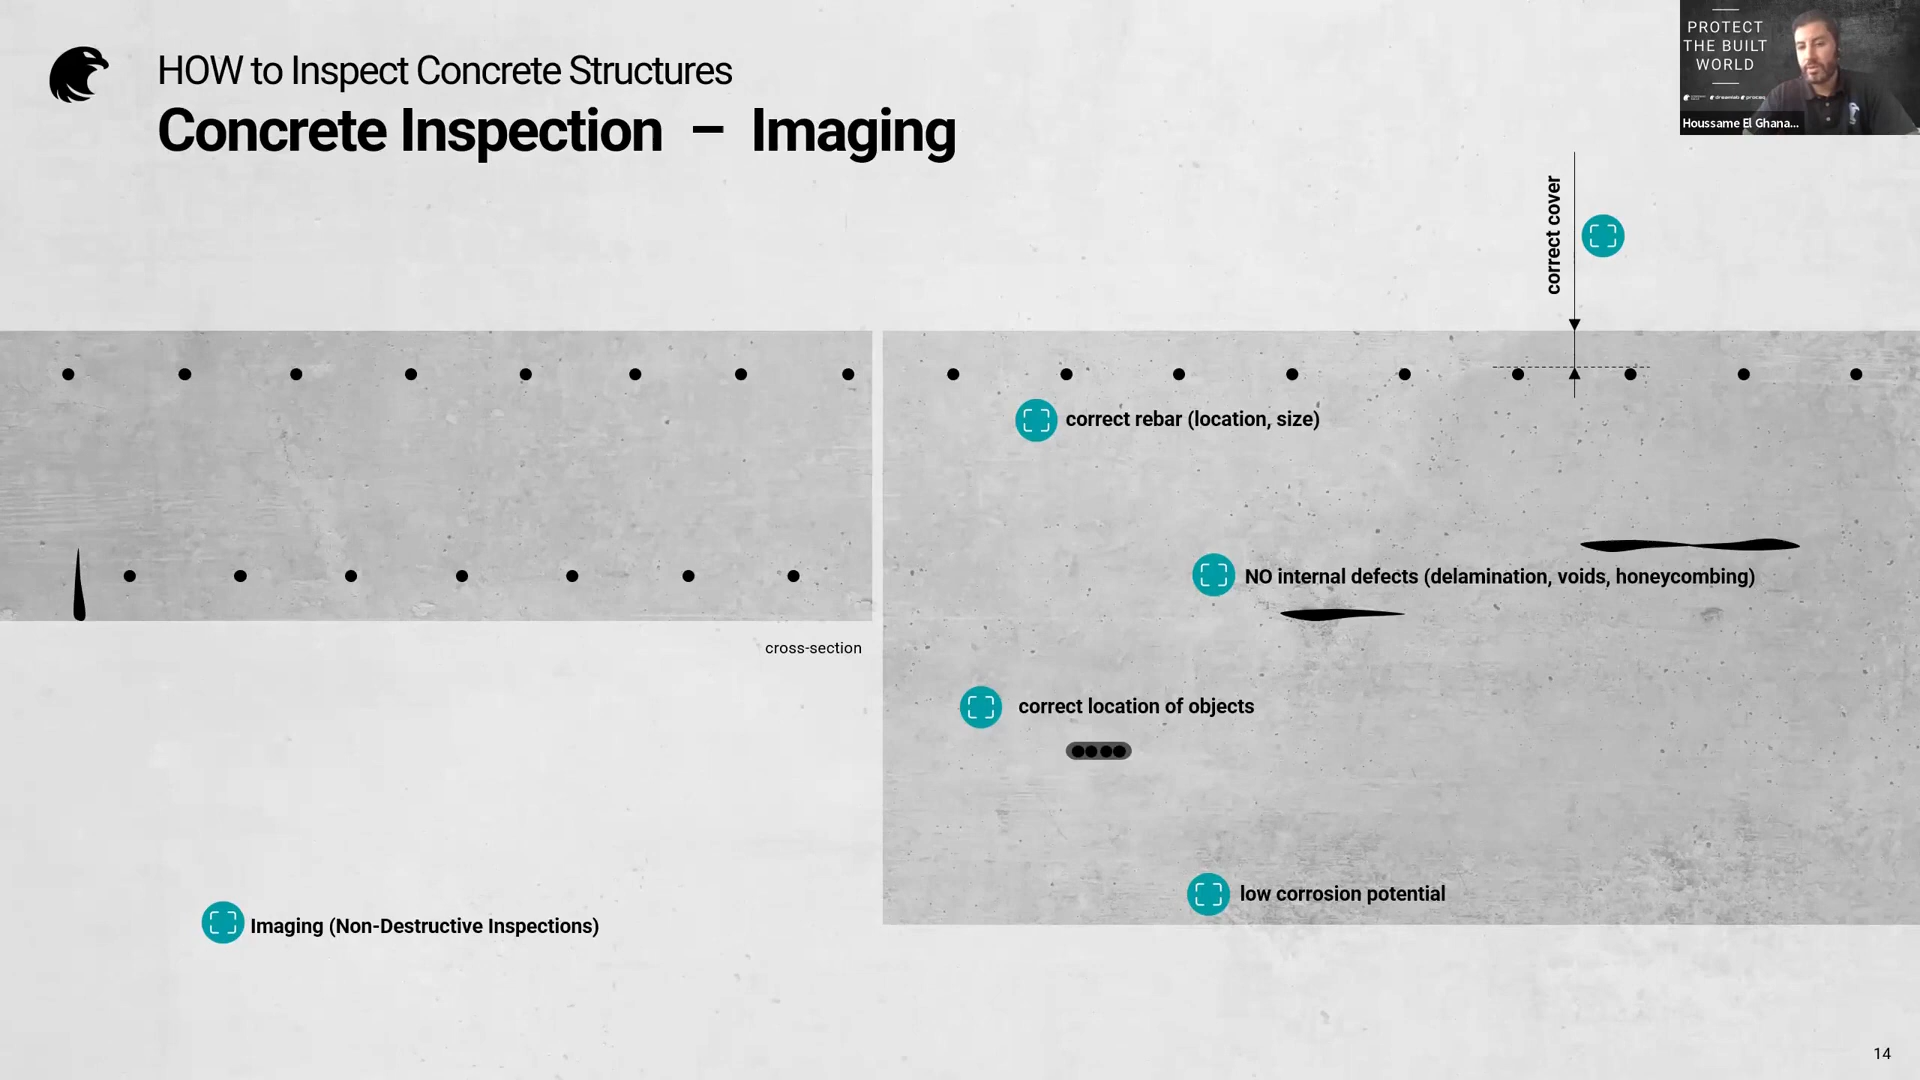 HOW to Inspect Concrete Structures
Concrete Inspection – Imaging
PROTECT
THE BUILT
WORLD
Houssame El Ghana...
correct cover
correct rebar (location, size)
NO internal defects (delamination, voids, honeycombing)
cross-section
correct location of objects
low corrosion potential
Imaging (Non-Destructive Inspections)
14